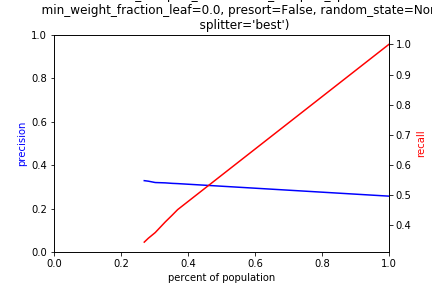 min_weight_fraction_leaf=0.0, presort=False, random_state=Non
splitter='best')
1.0
0.8
0.6
0.4
0.2
0.0
precision
1.0
0.9
0.8
0.7
0.6
0.5
0.4
recall
0.0 0.2 0.4 0.6 0.8 1.0
percent of population